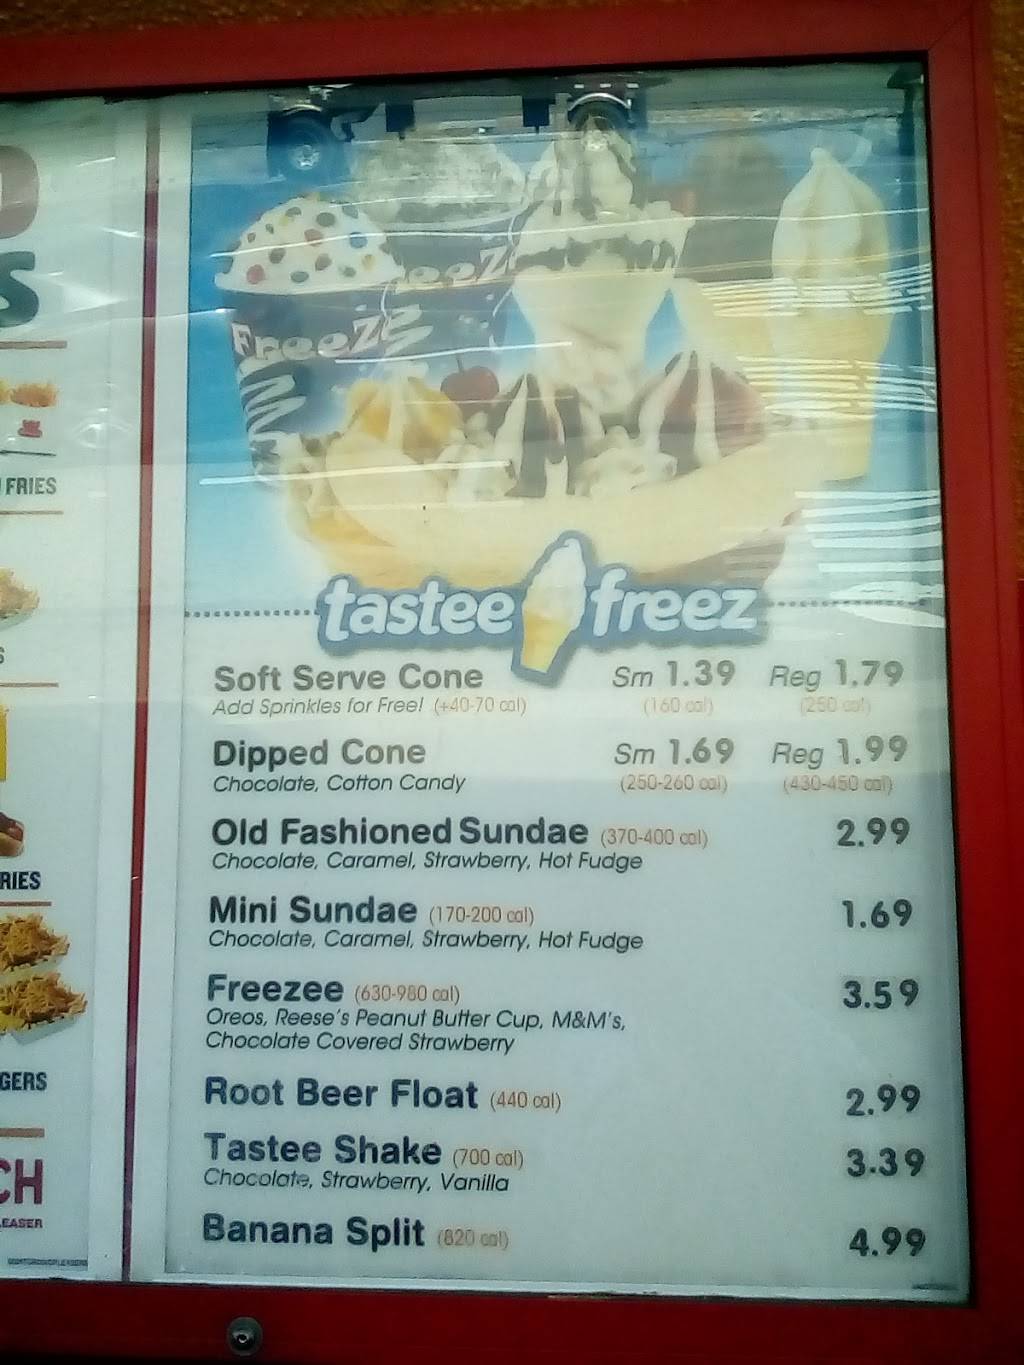 S
FRIES
S
RIES
GERS
CH
EASER
FreeZ
eeZ
tastee freez
Soft Serve Cone Sm 1.39 Reg 1.79
Add Sprinkles for Free! (+40-70 cal) (160 cal) (250 cal)
Dipped Cone Sm 1.69 Reg 1.99
Chocolate, Cotton Candy (250-260 cal) (430-450 cal)
Old Fashioned Sundae (370-400 cal) 2.99
Chocolate, Caramel, Strawberry, Hot Fudge
Mini Sundae (170-200 cal) 1.69
Chocolate, Caramel, Strawberry, Hot Fudge
Freezee (630-980 cal) 3.59
Oreos, Reese's Peanut Butter Cup, M&M's,
Chocolate Covered Strawberry
Root Beer Float (440 cal) 2.99
Tastee Shake (700 cal) 3.39
Chocolate, Strawberry, Vanilla
Banana Split (820 cal) 4.99